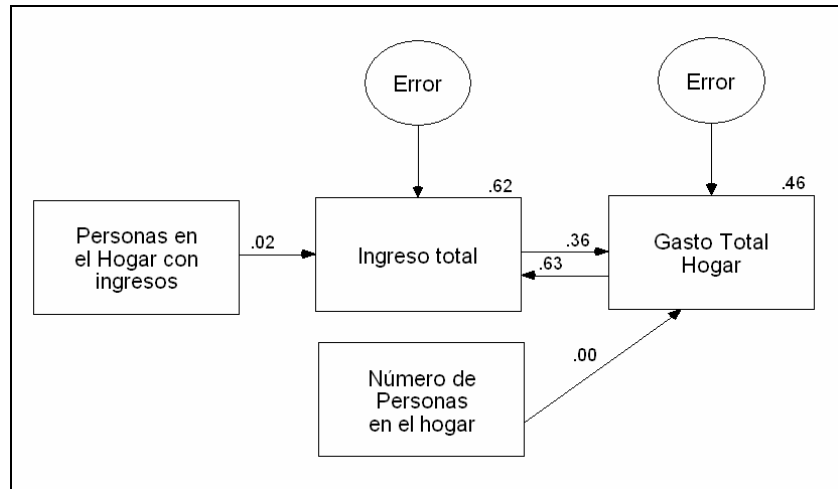 Error
Error
.62
.46
Personas en
el Hogar con
ingresos
.02
Ingreso total
.36
.63
Gasto Total
Hogar
.00
Número de
Personas
en el hogar